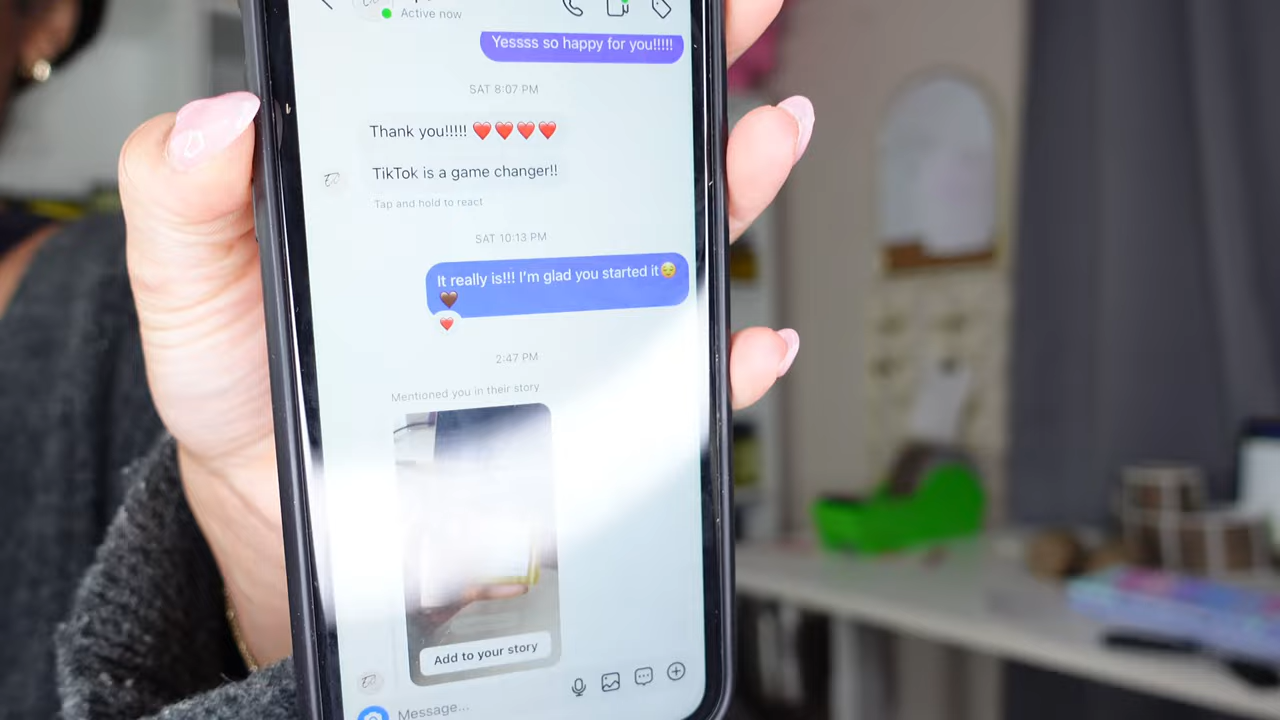 Active now
Yessss so happy for you!!!!!
SAT 8:07 PM
Thank you!!!!! ❤️❤️❤️❤️
TikTok is a game changer!!
Tap and hold to react
SAT 10:13 PM
It really is!!! I'm glad you started it😔
🤎
❤️
2:47 PM
Mentioned you in their story
Add to your story
Message...